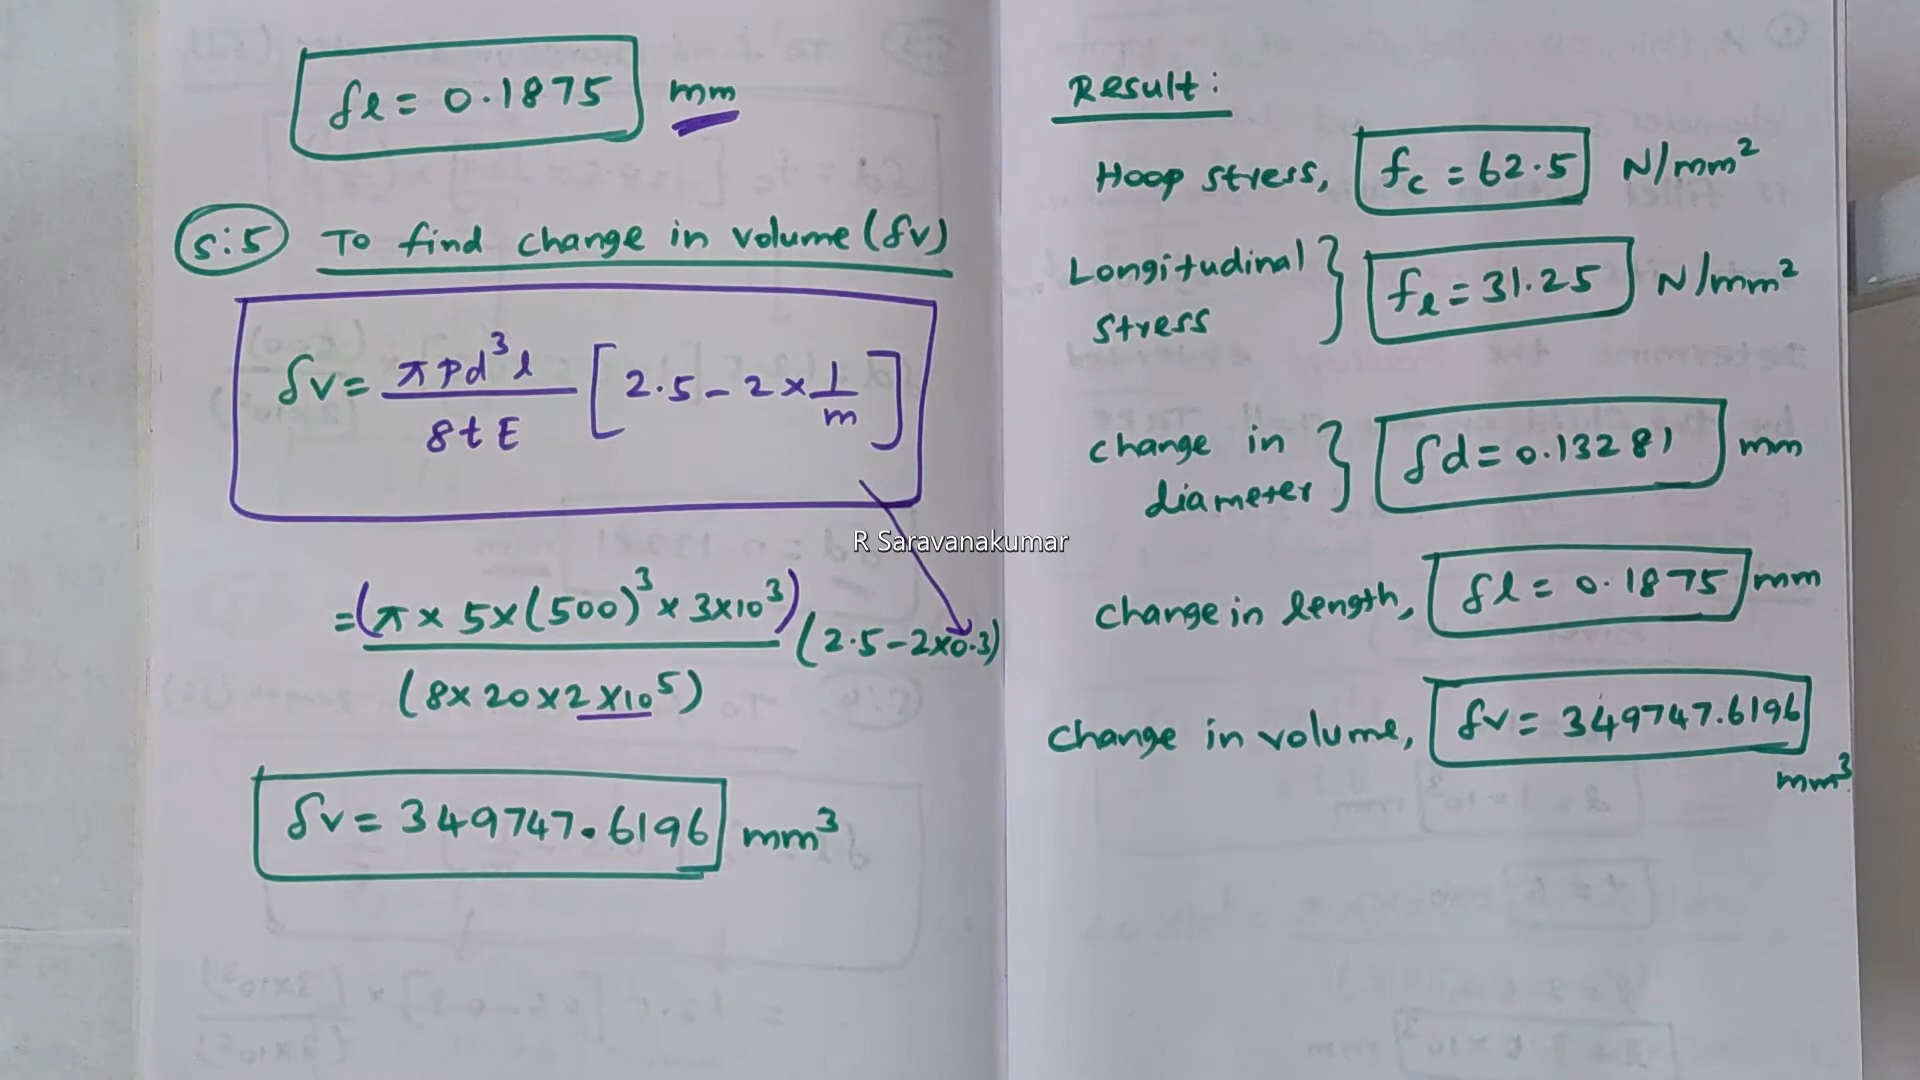 δl = 0.1875 mm
S:5 To find change in volume (δv)
δv = πpd³l / 8tE [2.5 - 2 × 1/m]
= (π × 5 × (500)³ × 3×10³) / (8 × 20 × 2×10⁵) (2.5 - 2×0.3)
δv = 349747.6196 mm³
Result:
Hoop stress, fc = 62.5 N/mm²
Longitudinal
stress } fl = 31.25 N/mm²
change in
diameter } δd = 0.13281 mm
change in length, δl = 0.1875 mm
change in volume, δv = 349747.6196
mm³
R Saravanakumar